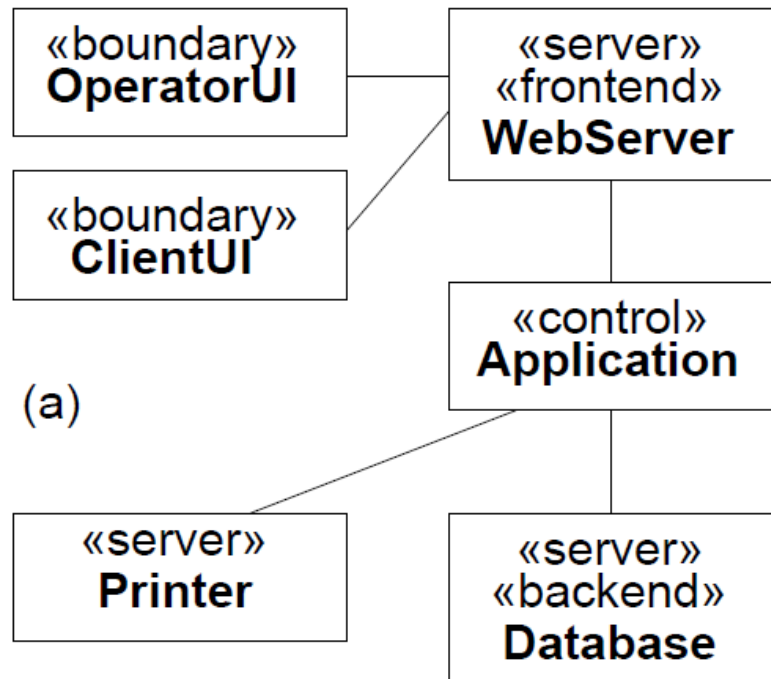 «boundary»
OperatorUI
«server»
«frontend»
WebServer
«boundary»
ClientUI
«control»
Application
(a)
«server»
Printer
«server»
«backend»
Database